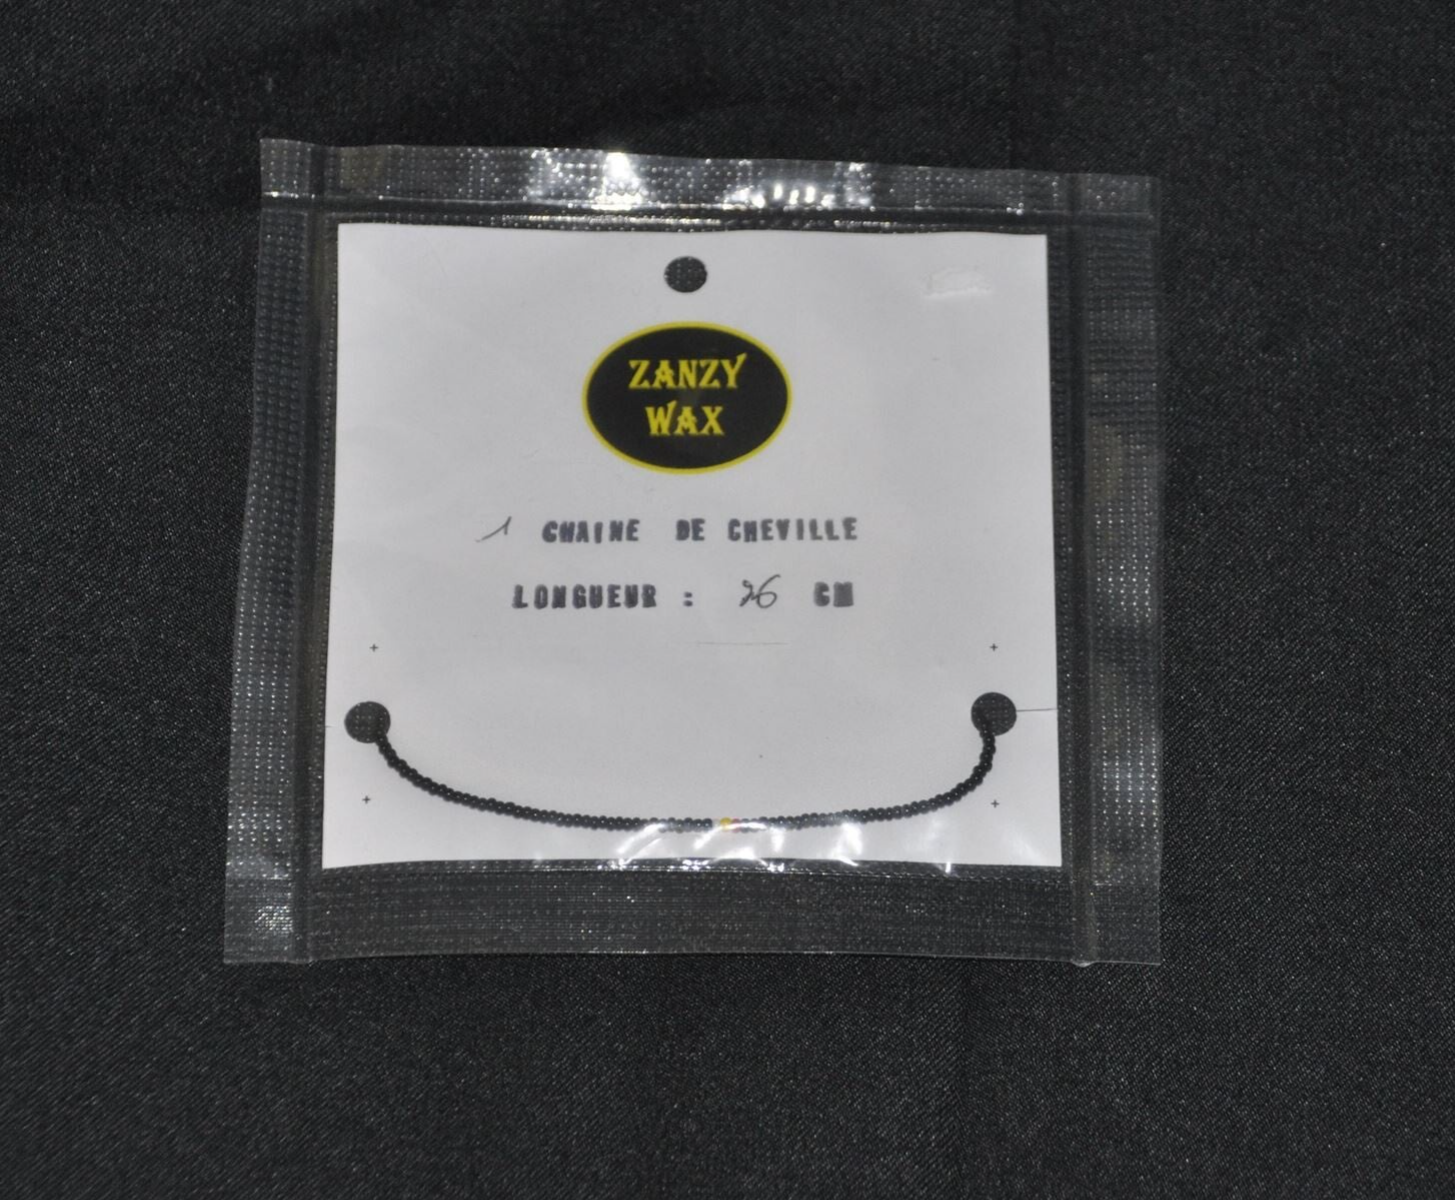 ZANZY
WAX
1 CHAINE DE CHEVILLE
LONGUEUR : 26 CM